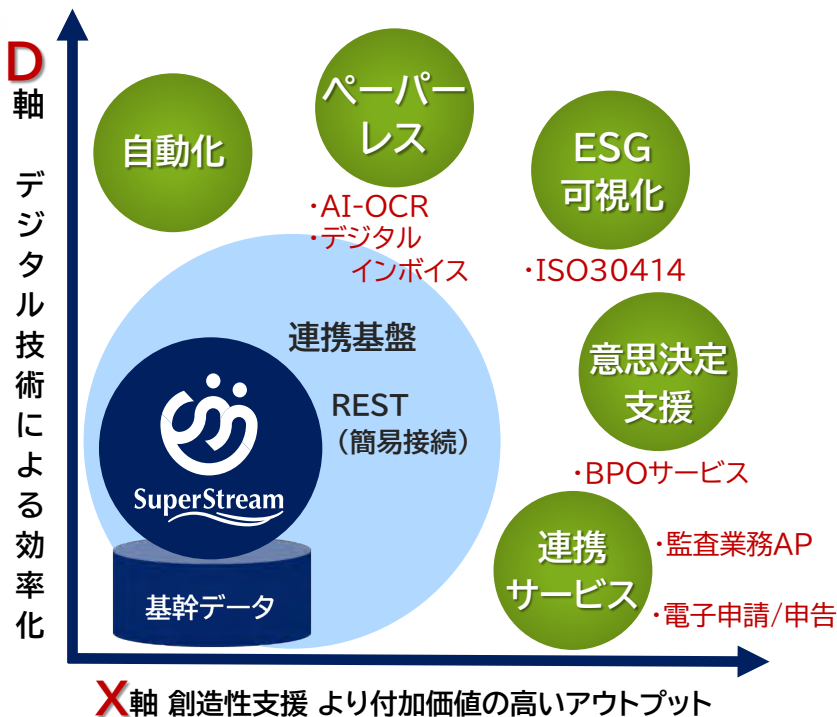 D
軸
デジタル技術による効率化
自動化
ペーパー
レス
・AI-OCR
・デジタル
インボイス
ESG
可視化
・ISO30414
連携基盤
REST
（簡易接続）
SuperStream
基幹データ
意思決定
支援
・BPOサービス
連携
サービス
・監査業務AP
・電子申請/申告
X軸 創造性支援 より付加価値の高いアウトプット